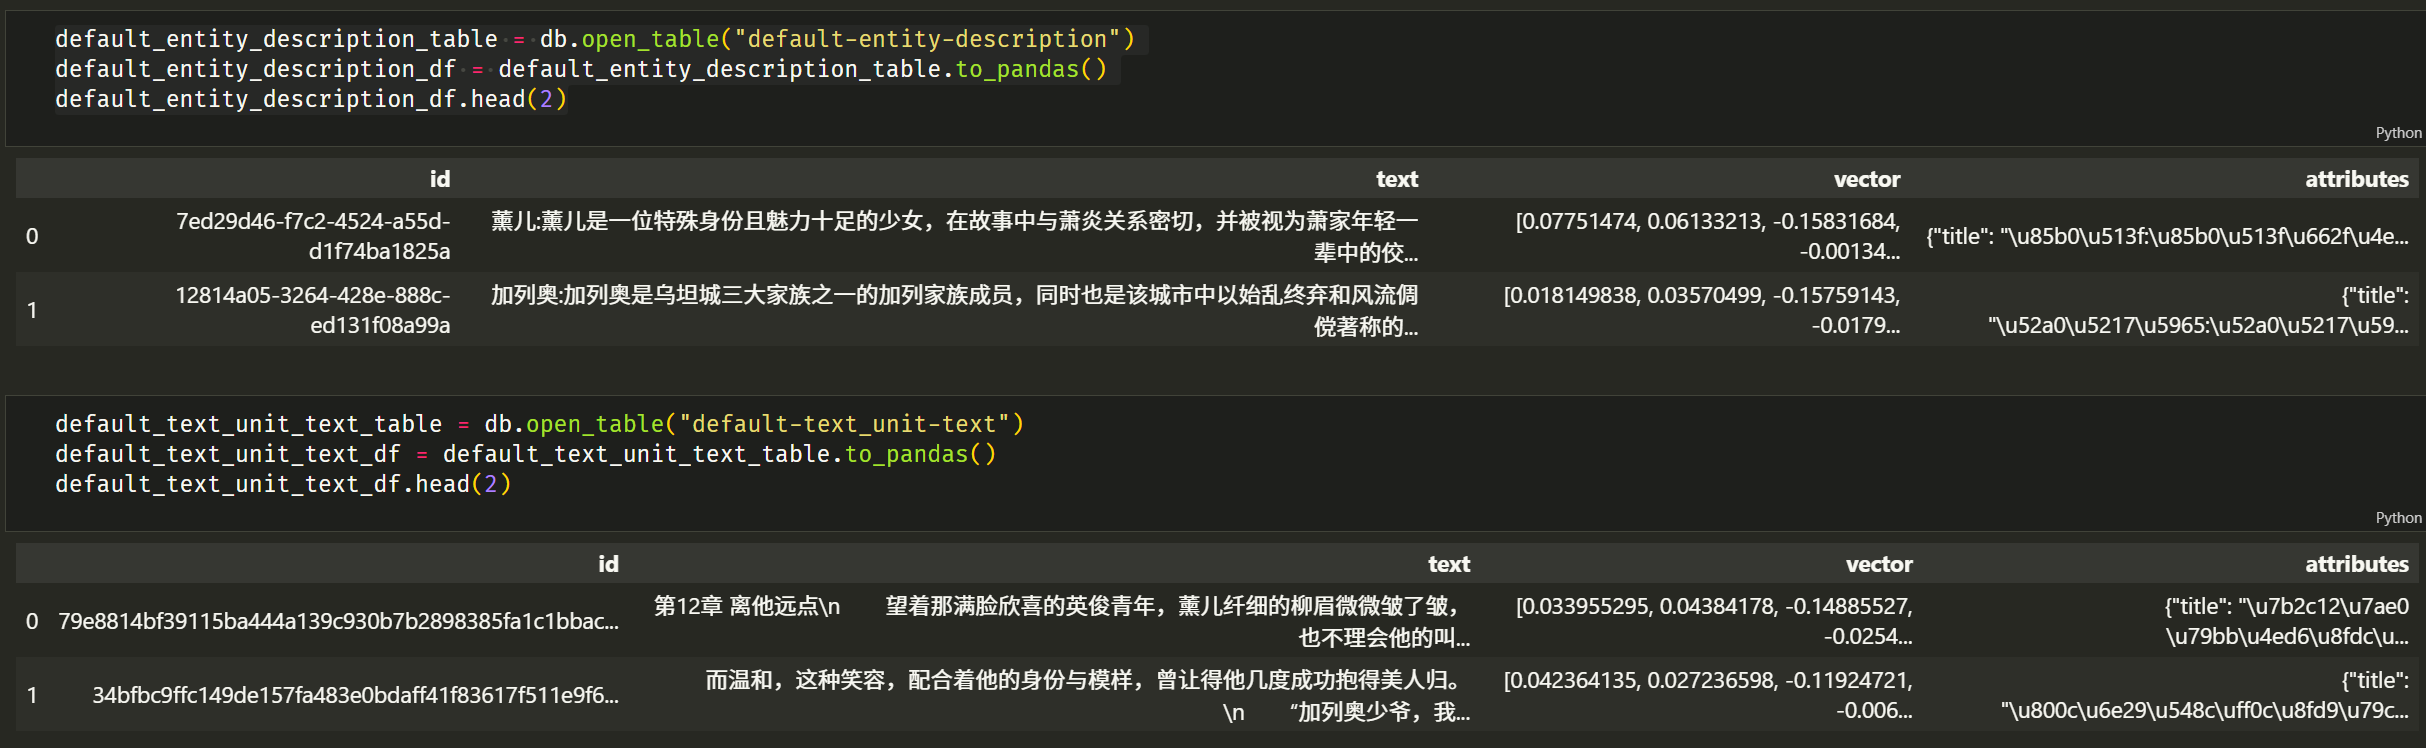 default_entity_description_table = db.open_table("default-entity-description")
default_entity_description_df = default_entity_description_table.to_pandas()
default_entity_description_df.head(2)
Python
id text vector attributes
0 7ed29d46-f7c2-4524-a55d- 薰儿:薰儿是一位特殊身份且魅力十足的少女，在故事中与萧炎关系密切，并被视为萧家年轻一 [0.07751474, 0.06133213, -0.15831684, {"title": "\u85b0\u513f:\u85b0\u513f\u662f\u4e...
d1f74ba1825a 辈中的佼... -0.00134...
1 12814a05-3264-428e-888c- 加列奥:加列奥是乌坦城三大家族之一的加列家族成员，同时也是该城市中以始乱终弃和风流倜 [0.018149838, 0.03570499, -0.15759143, {"title":
ed131f08a99a 傥著称的... -0.0179... "\u52a0\u5217\u5965:\u52a0\u5217\u59...
default_text_unit_text_table = db.open_table("default-text_unit-text")
default_text_unit_text_df = default_text_unit_text_table.to_pandas()
default_text_unit_text_df.head(2)
Python
id text vector attributes
0 79e8814bf39115ba444a139c930b7b2898385fa1c1bbac... 第12章 离他远点\n 望着那满脸欣喜的英俊青年，薰儿纤细的柳眉微微皱了皱， [0.033955295, 0.04384178, -0.14885527, {"title": "\u7b2c12\u7ae0
也不理会他的叫... -0.0254... \u79bb\u4ed6\u8fdc\u...
1 34bfbc9ffc149de157fa483e0bdaff41f83617f511e9f6... 而温和，这种笑容，配合着他的身份与模样，曾让得他几度成功抱得美人归。 [0.042364135, 0.027236598, -0.11924721, {"title":
\n “加列奥少爷，我... -0.006... "\u800c\u6e29\u548c\uff0c\u8fd9\u79c...